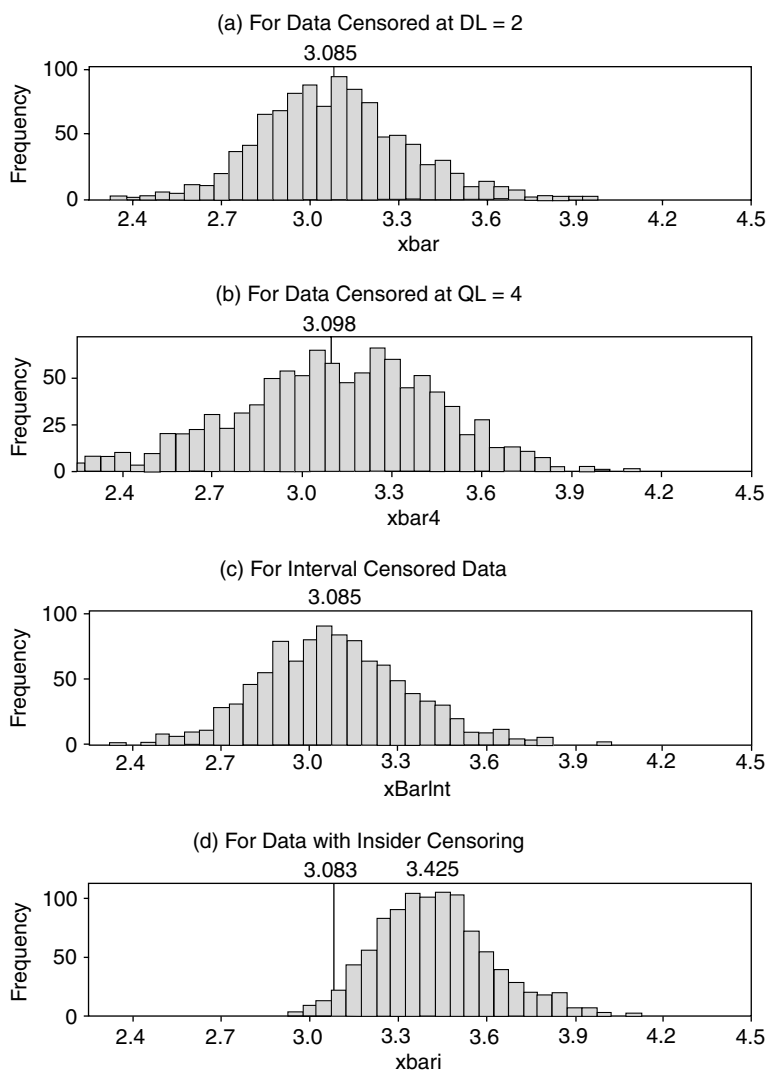 (a) For Data Censored at DL = 2
3.085
100
50
0
Frequency
2.4 2.7 3.0 3.3 3.6 3.9 4.2 4.5
xbar
(b) For Data Censored at QL = 4
3.098
50
25
0
Frequency
2.4 2.7 3.0 3.3 3.6 3.9 4.2 4.5
xbar4
(c) For Interval Censored Data
3.085
100
50
0
Frequency
2.4 2.7 3.0 3.3 3.6 3.9 4.2 4.5
xBarInt
(d) For Data with Insider Censoring
3.083 3.425
100
50
0
Frequency
2.4 2.7 3.0 3.3 3.6 3.9 4.2 4.5
xbari